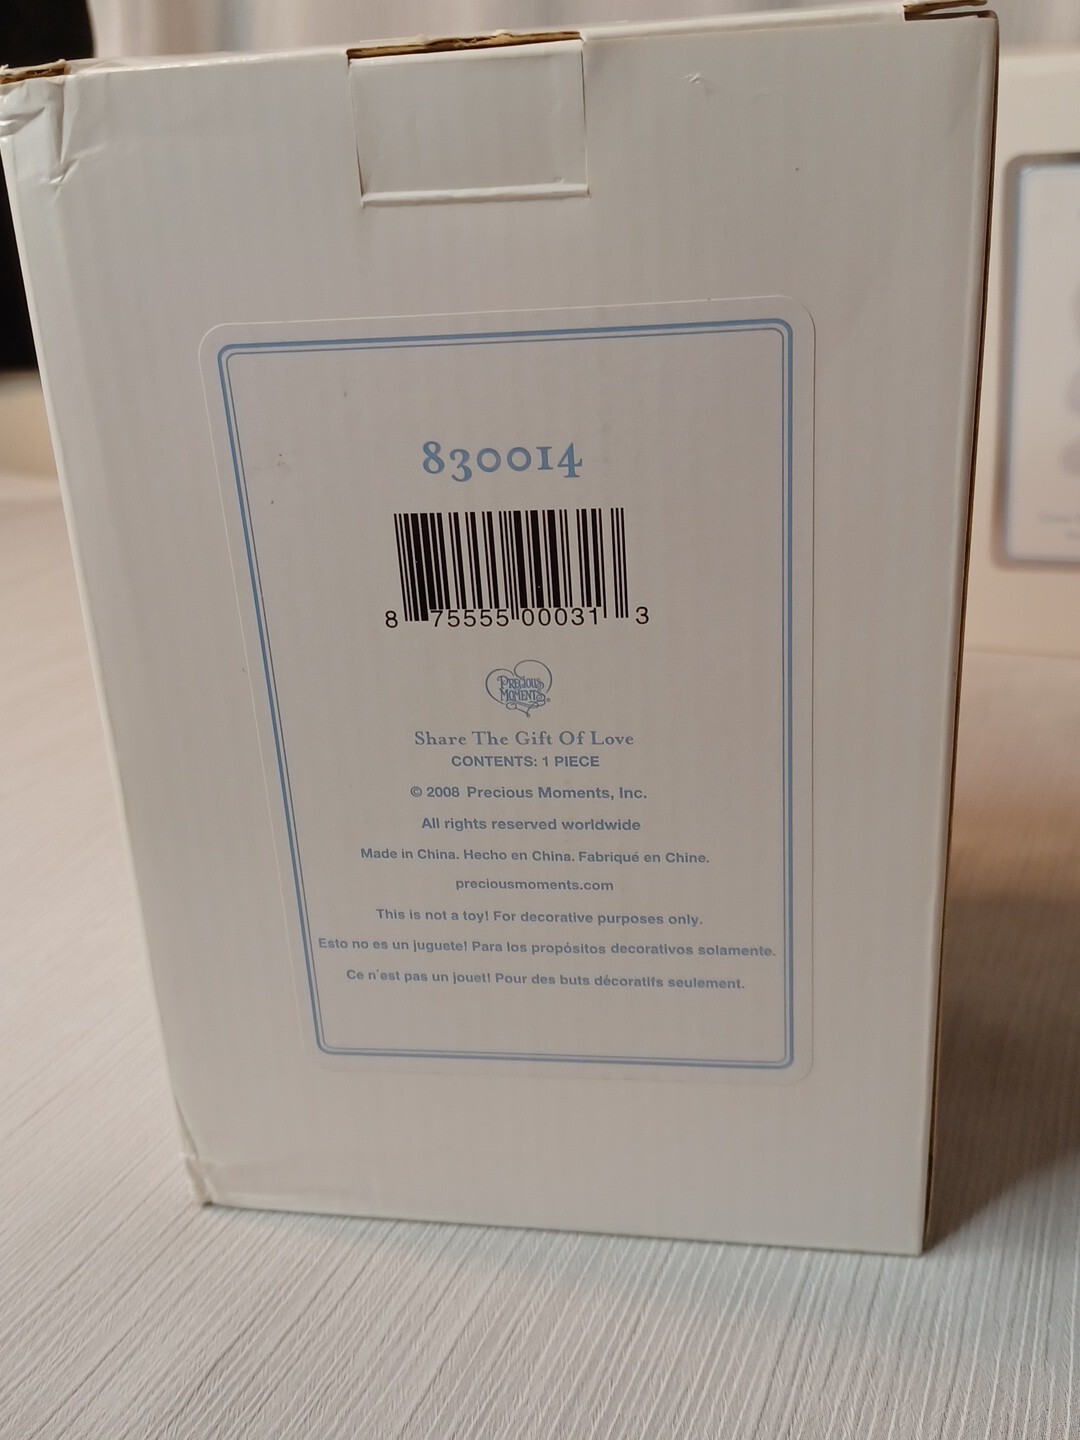 830014
8 75555 00031 3
PRECIOUS
MOMENTS®
Share The Gift Of Love
CONTENTS: 1 PIECE
© 2008 Precious Moments, Inc.
All rights reserved worldwide
Made in China. Hecho en China. Fabriqué en Chine.
preciousmoments.com
This is not a toy! For decorative purposes only.
Esto no es un juguete! Para los propósitos decorativos solamente.
Ce n'est pas un jouet! Pour des buts décoratifs seulement.